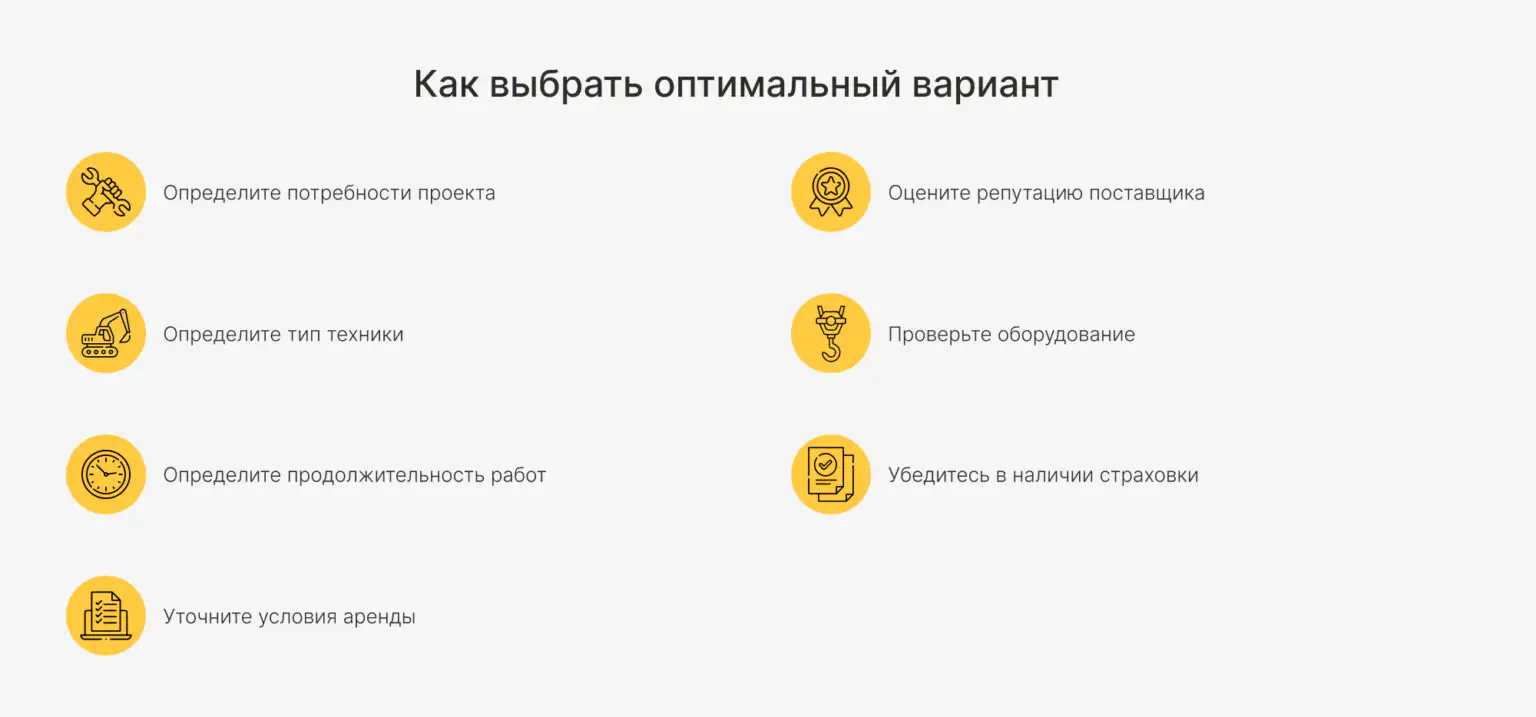 Как выбрать оптимальный вариант
Определите потребности проекта
Оцените репутацию поставщика
Определите тип техники
Проверьте оборудование
Определите продолжительность работ
Убедитесь в наличии страховки
Уточните условия аренды